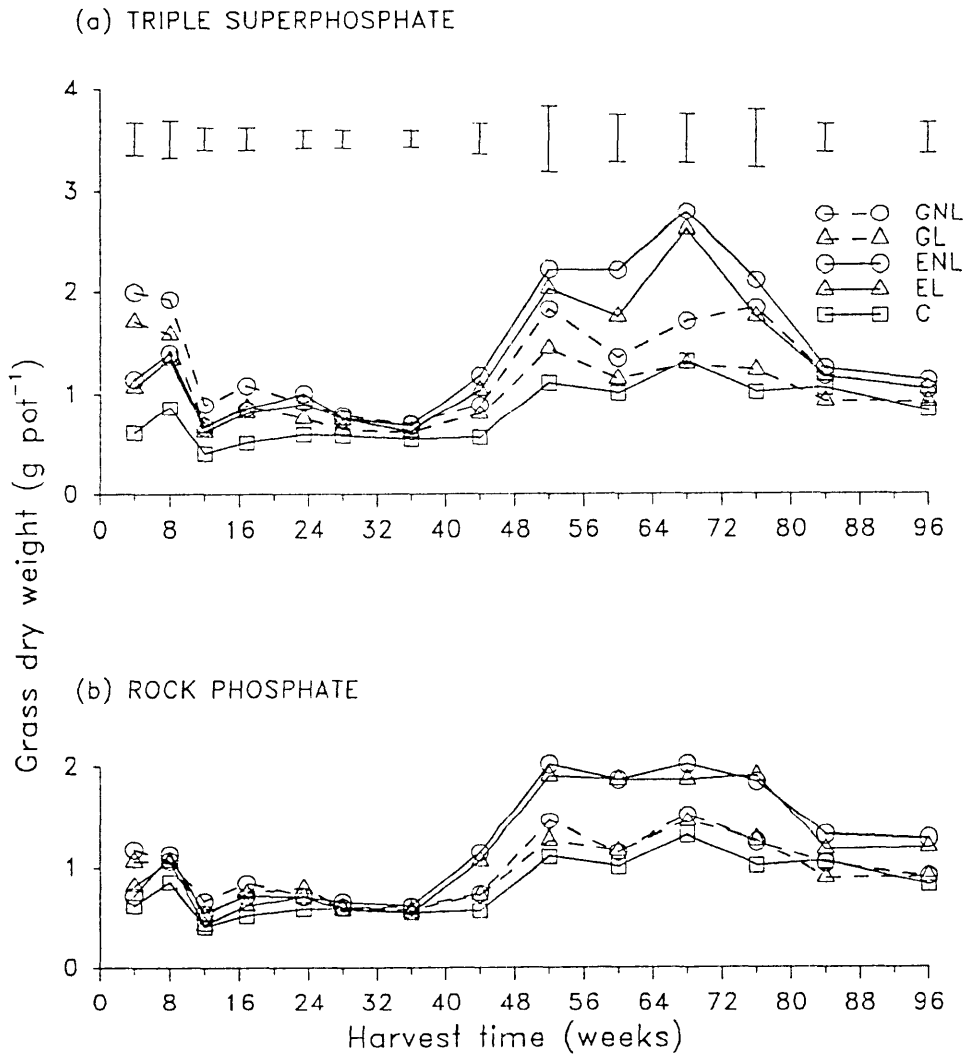 (a) TRIPLE SUPERPHOSPHATE
4
3
2
1
0
GNL
GL
ENL
EL
C
0 8 16 24 32 40 48 56 64 72 80 88 96
Grass dry weight (g pot⁻¹)
(b) ROCK PHOSPHATE
2
1
0
0 8 16 24 32 40 48 56 64 72 80 88 96
Harvest time (weeks)